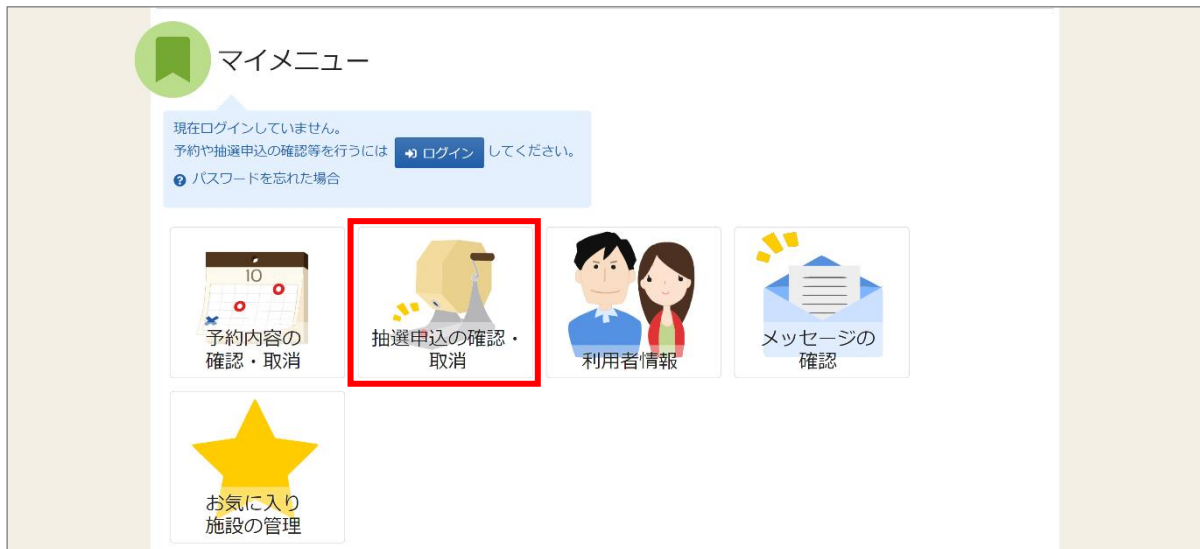 マイメニュー
現在ログインしていません。
予約や抽選申込の確認等を行うには ログイン してください。
パスワードを忘れた場合
10
予約内容の
確認・取消
抽選申込の確認・
取消
利用者情報
メッセージの
確認
お気に入り
施設の管理